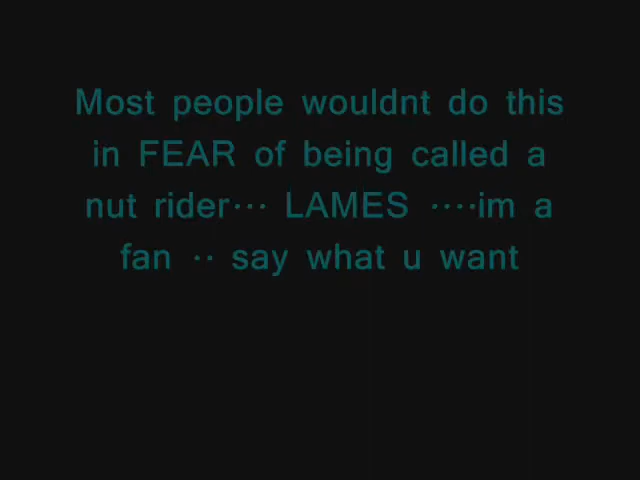 Most people wouldnt do this
in FEAR of being called a
nut rider··· LAMES ····im a
fan ·· say what u want